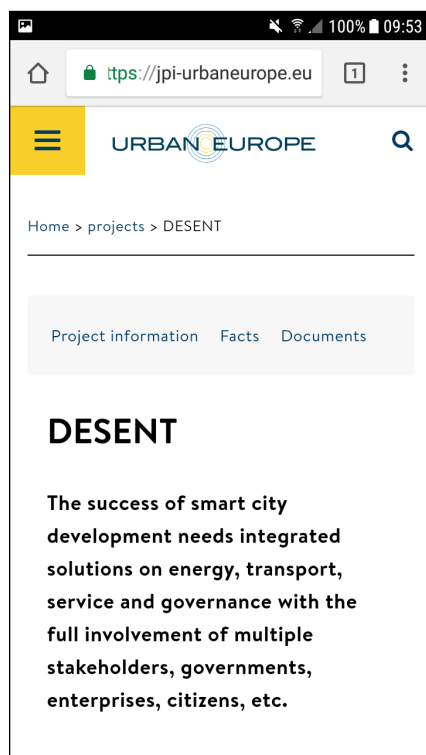 100% 09:53
ttps://jpi-urbaneurope.eu 1
URBAN EUROPE
Home > projects > DESENT
Project information Facts Documents
DESENT
The success of smart city
development needs integrated
solutions on energy, transport,
service and governance with the
full involvement of multiple
stakeholders, governments,
enterprises, citizens, etc.